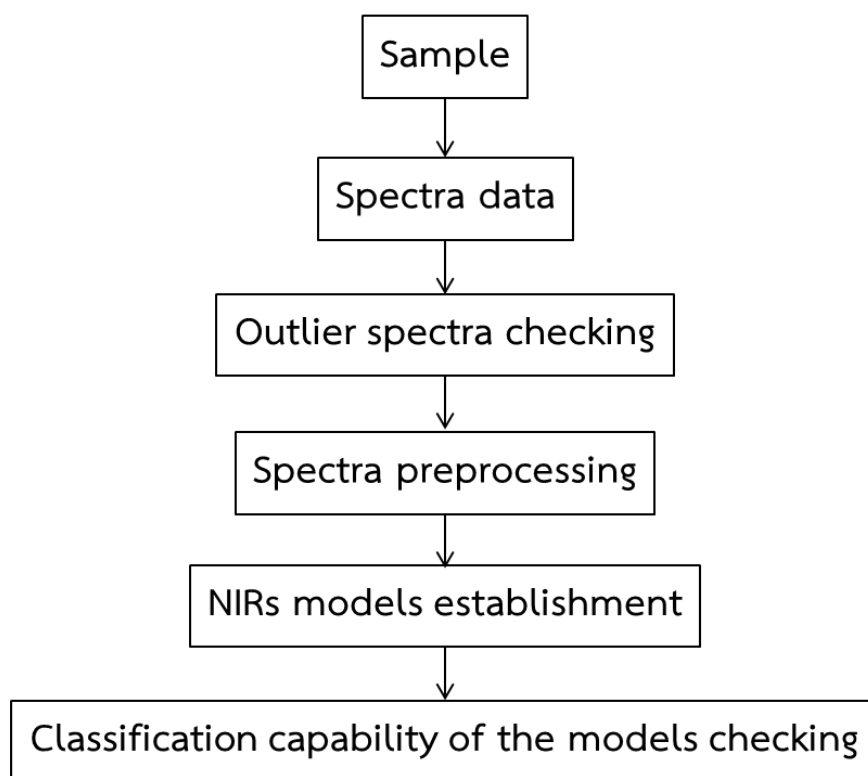 Sample
Spectra data
Outlier spectra checking
Spectra preprocessing
NIRs models establishment
Classification capability of the models checking